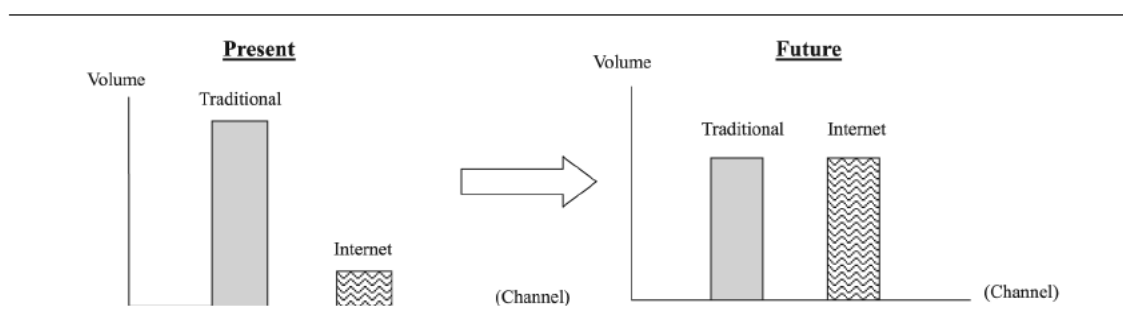 Present
Volume
Traditional
Internet
(Channel)
Future
Volume
Traditional
Internet
(Channel)